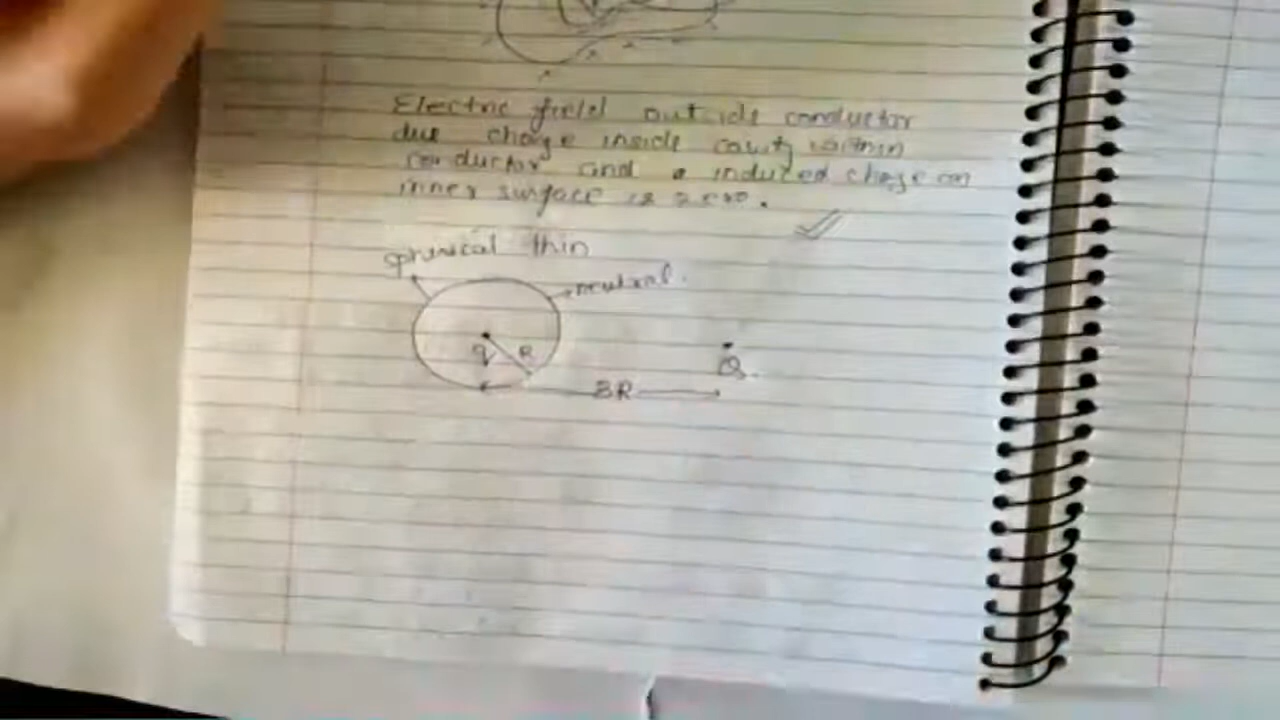 Electric field outside conductor
due charge inside cavity within
conductor and a induced charge on
inner surface is zero.
spherical thin
neutral.
q R
Q.
3R